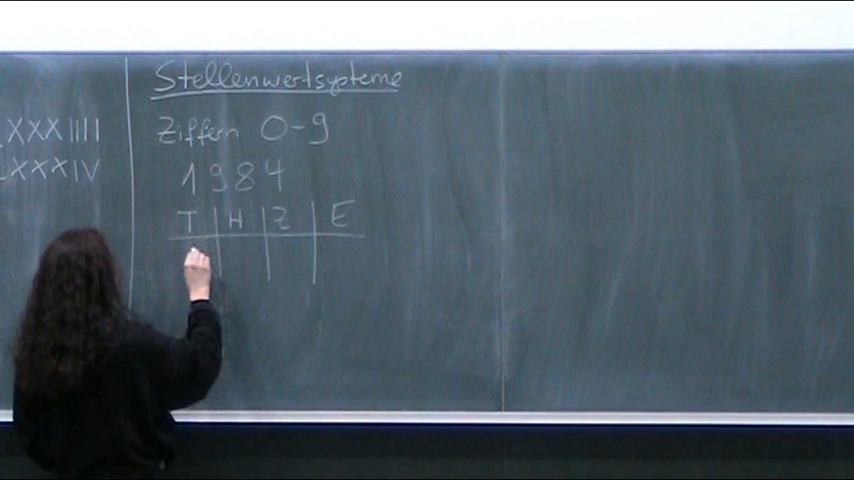 XXXIIII
LXXXIV
Stellenwertsysteme
Ziffern 0-9
1984
T H Z E